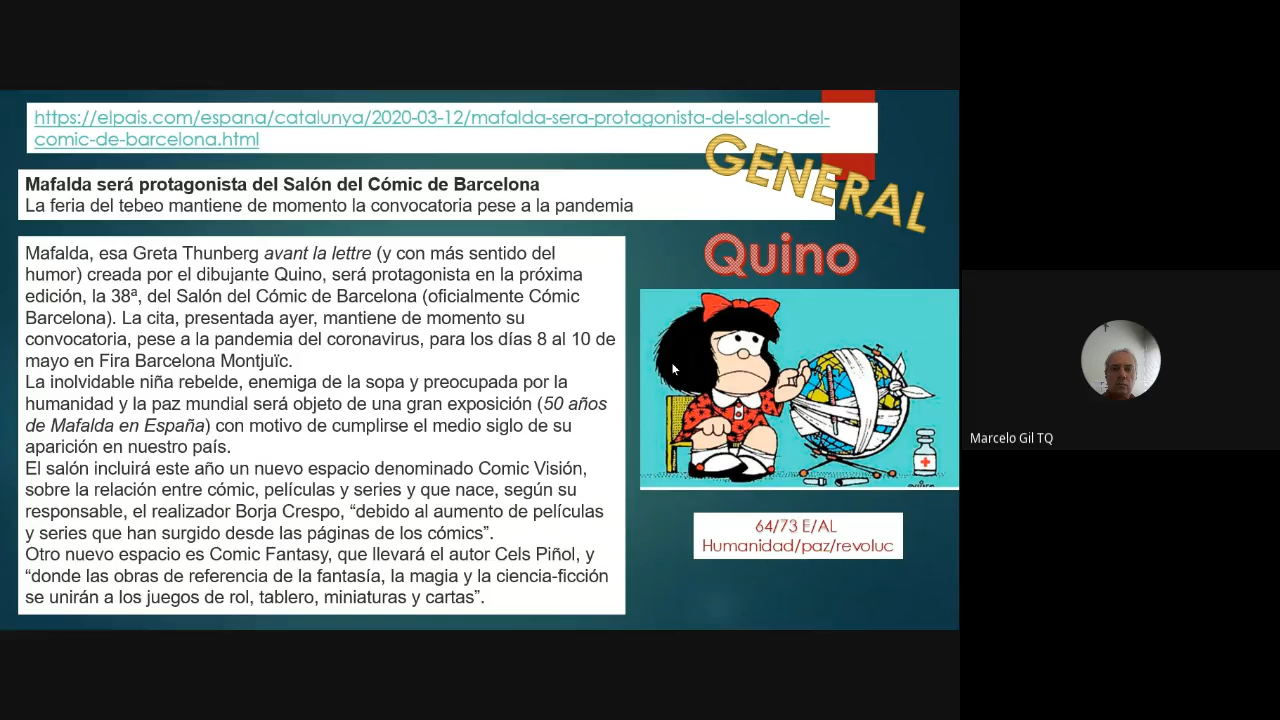 https://elpais.com/espana/catalunya/2020-03-12/mafalda-sera-protagonista-del-salon-del-
comic-de-barcelona.html
GENERAL
Mafalda será protagonista del Salón del Cómic de Barcelona
La feria del tebeo mantiene de momento la convocatoria pese a la pandemia
Quino
Mafalda, esa Greta Thunberg avant la lettre (y con más sentido del
humor) creada por el dibujante Quino, será protagonista en la próxima
edición, la 38ª, del Salón del Cómic de Barcelona (oficialmente Cómic
Barcelona). La cita, presentada ayer, mantiene de momento su
convocatoria, pese a la pandemia del coronavirus, para los días 8 al 10 de
mayo en Fira Barcelona Montjuïc.
La inolvidable niña rebelde, enemiga de la sopa y preocupada por la
humanidad y la paz mundial será objeto de una gran exposición (50 años
de Mafalda en España) con motivo de cumplirse el medio siglo de su
aparición en nuestro país.
El salón incluirá este año un nuevo espacio denominado Comic Visión,
sobre la relación entre cómic, películas y series y que nace, según su
responsable, el realizador Borja Crespo, “debido al aumento de películas
y series que han surgido desde las páginas de los cómics”.
Otro nuevo espacio es Comic Fantasy, que llevará el autor Cels Piñol, y
“donde las obras de referencia de la fantasía, la magia y la ciencia-ficción
se unirán a los juegos de rol, tablero, miniaturas y cartas”.
64/73 E/AL
Humanidad/paz/revoluc
Marcelo Gil TQ